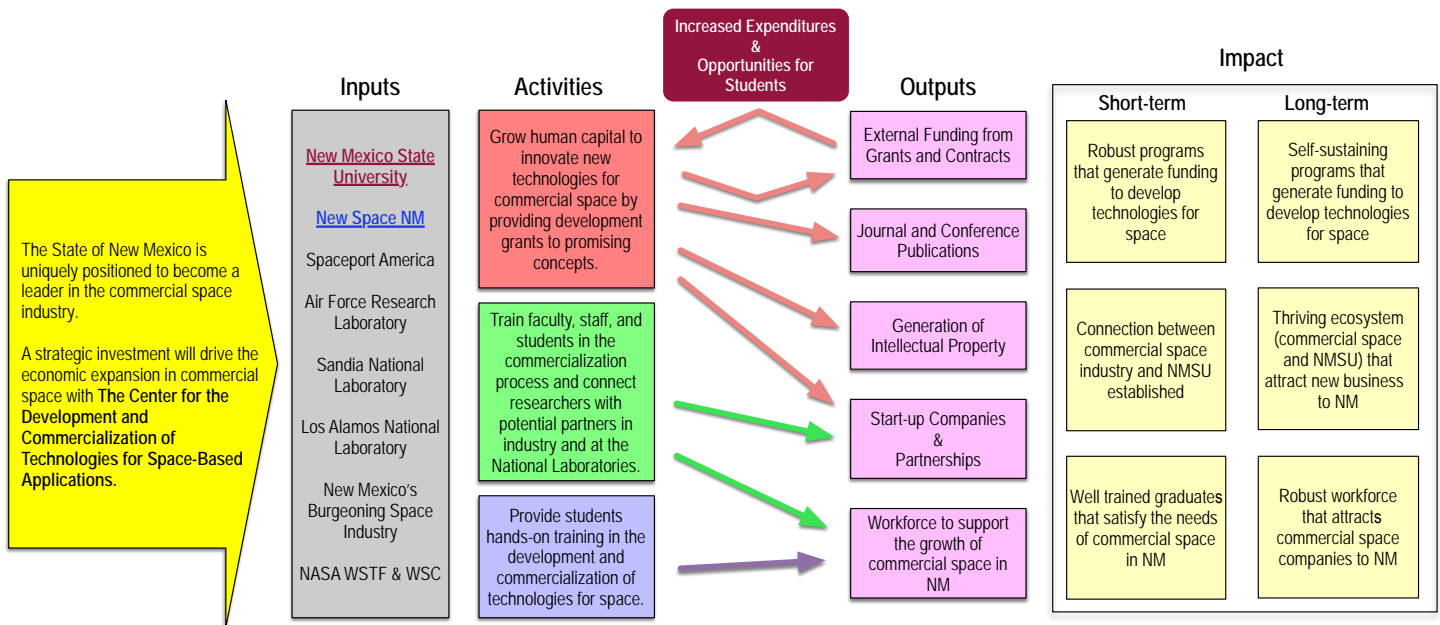 The State of New Mexico is
uniquely positioned to become a
leader in the commercial space
industry.
A strategic investment will drive the
economic expansion in commercial
space with The Center for the
Development and
Commercialization of
Technologies for Space-Based
Applications.
Inputs
New Mexico State
University
New Space NM
Spaceport America
Air Force Research
Laboratory
Sandia National
Laboratory
Los Alamos National
Laboratory
New Mexico's
Burgeoning Space
Industry
NASA WSTF & WSC
Activities
Grow human capital to
innovate new
technologies for
commercial space by
providing development
grants to promising
concepts.
Train faculty, staff, and
students in the
commercialization
process and connect
researchers with
potential partners in
industry and at the
National Laboratories.
Provide students
hands-on training in the
development and
commercialization of
technologies for space.
Increased Expenditures
&
Opportunities for
Students
Outputs
External Funding from
Grants and Contracts
Journal and Conference
Publications
Generation of
Intellectual Property
Start-up Companies
&
Partnerships
Workforce to support
the growth of
commercial space in
NM
Impact
Short-term
Robust programs
that generate funding
to develop
technologies for
space
Connection between
commercial space
industry and NMSU
established
Well trained graduates
that satisfy the needs
of commercial space
in NM
Long-term
Self-sustaining
programs that
generate funding to
develop technologies
for space
Thriving ecosystem
(commercial space
and NMSU) that
attract new business
to NM
Robust workforce
that attracts
commercial space
companies to NM